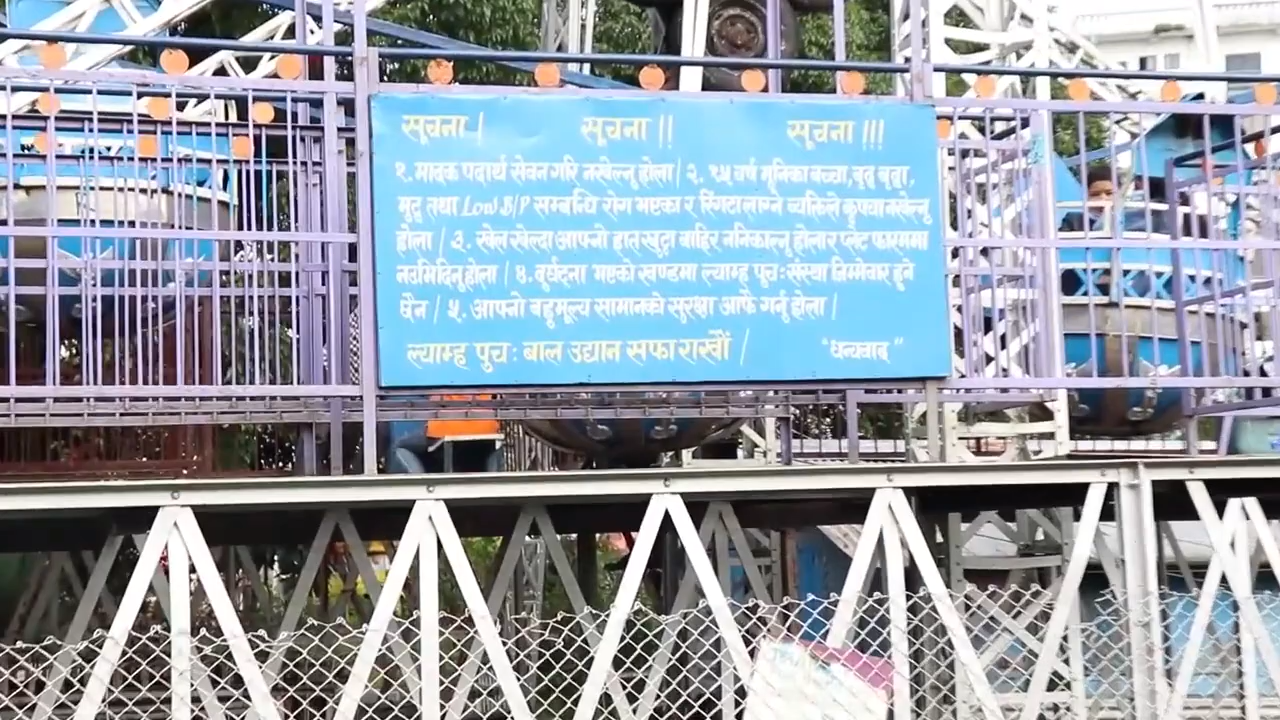 सूचना । सूचना !! सूचना !!!
१. मादक पदार्थ सेवन गरि नखेल्नु होला । २. १५ वर्ष मूनिका बच्चा, वृद्ध बृद्दा,
मुटु तथा Low B/P सम्बन्धि रोग भएका र रिंगटा लाग्ने व्यक्तिले कृपया नखेल्नु
होला । ३. खेल खेल्दा आफ्नो हात खुट्टा बाहिर ननिकाल्नु होला र प्लेट फारममा
नउभिदिनु होला । ४. दुर्घटना भएको खण्डमा ल्याम्ह पुच: संस्था जिम्मेवार हुने
छैन । ५. आफ्नो बहुमूल्य सामानको सुरक्षा आफै गर्नु होला ।
ल्याम्ह पुच: बाल उद्यान सफा राखौं । "धन्यवाद"